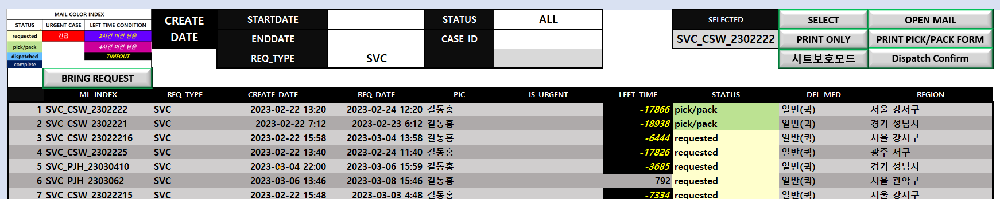 MAIL COLOR INDEX
STATUS URGENT CASE LEFT TIME CONDITION
requested 긴급 2시간 미만 남음
pick/pack 4시간 미만 남음
dispatched TIMEOUT
complete
BRING REQUEST
CREATE DATE
STARTDATE STATUS ALL
ENDDATE CASE_ID
REQ_TYPE SVC
SELECTED SELECT OPEN MAIL
SVC_CSW_2302222 PRINT ONLY PRINT PICK/PACK FORM
시트보호모드 Dispatch Confirm
ML_INDEX REQ_TYPE CREATE_DATE REQ_DATE PIC IS_URGENT LEFT_TIME STATUS DEL_MED REGION
1 SVC_CSW_2302222 SVC 2023-02-22 13:20 2023-02-24 12:20 길동홍 -17866 pick/pack 일반(퀵) 서울 강서구
2 SVC_CSW_2302221 SVC 2023-02-22 7:12 2023-02-23 6:12 길동홍 -18938 pick/pack 일반(퀵) 경기 성남시
3 SVC_CSW_23022216 SVC 2023-02-22 15:58 2023-03-04 13:58 길동홍 -6444 requested 일반(퀵) 서울 강서구
4 SVC_CSW_2302225 SVC 2023-02-22 13:40 2023-02-24 11:40 길동홍 -17826 requested 일반(퀵) 광주 서구
5 SVC_PJH_23030410 SVC 2023-03-04 22:00 2023-03-06 15:59 길동홍 -3685 requested 일반(퀵) 경기 성남시
6 SVC_PJH_2303062 SVC 2023-03-06 13:46 2023-03-08 15:46 길동홍 792 requested 일반(퀵) 서울 관악구
7 SVC_CSW_23022215 SVC 2023-02-22 15:48 2023-03-03 4:48 길동홍 -7334 requested 일반(퀵) 서울 강서구